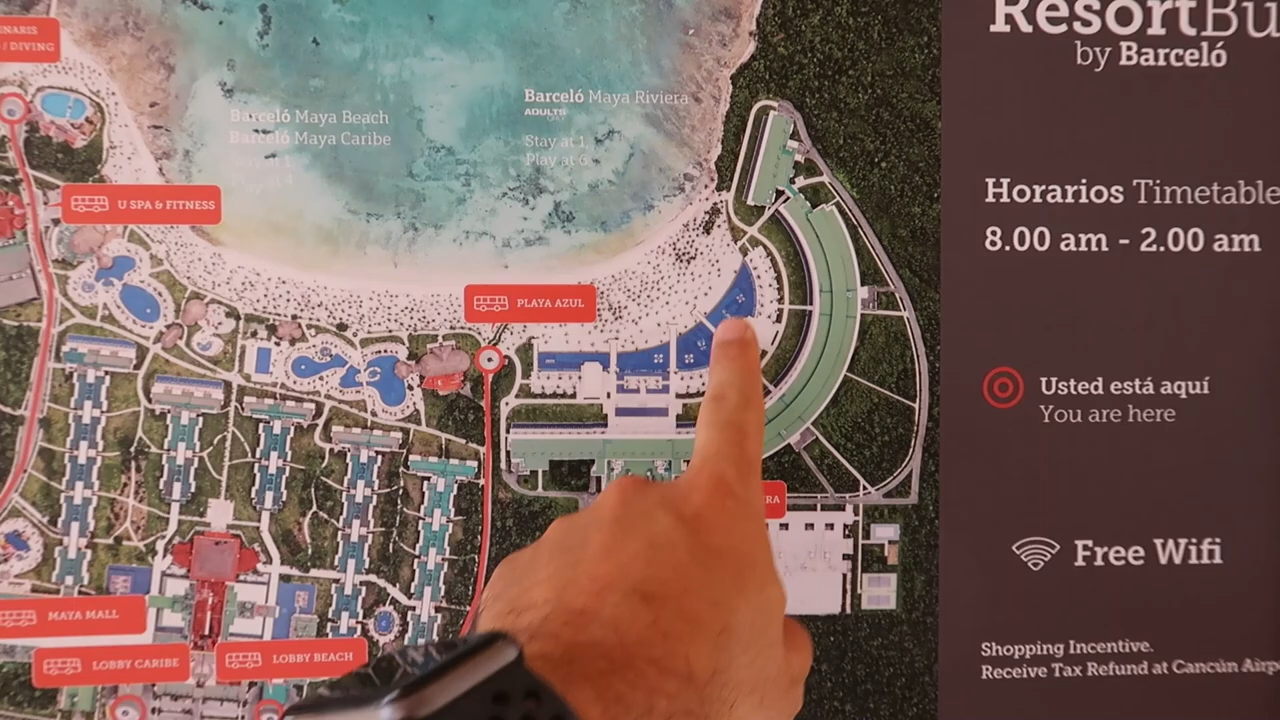 / DIVING
U SPA & FITNESS
Barceló Maya Beach
Barceló Maya Caribe
Barceló Maya Riviera
ADULTS
Stay at 1,
Play at 6
PLAYA AZUL
MAYA MALL
LOBBY CARIBE
LOBBY BEACH
ResortBu
by Barceló
Horarios Timetable
8.00 am - 2.00 am
Usted está aquí
You are here
Free Wifi
Shopping Incentive.
Receive Tax Refund at Cancún Airp